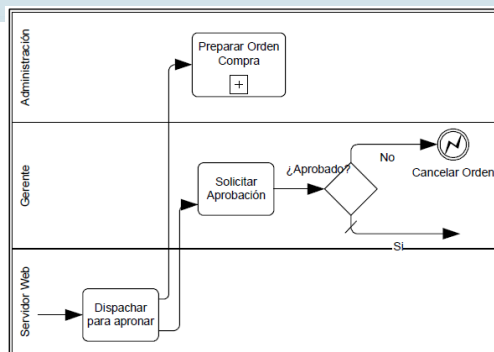 Administración
Preparar Orden
Compra
Gerente
Solicitar
Aprobación
¿Aprobado?
No
Cancelar Orden
Si
Servidor Web
Dispachar
para apronar